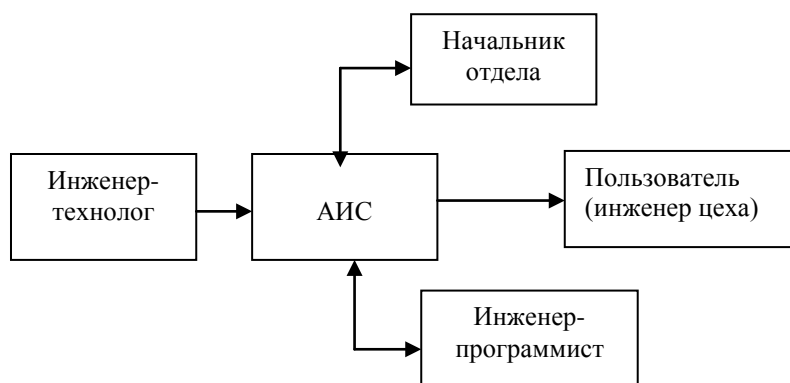 Начальник
отдела
Инженер-
технолог
АИС
Пользователь
(инженер цеха)
Инженер-
программист